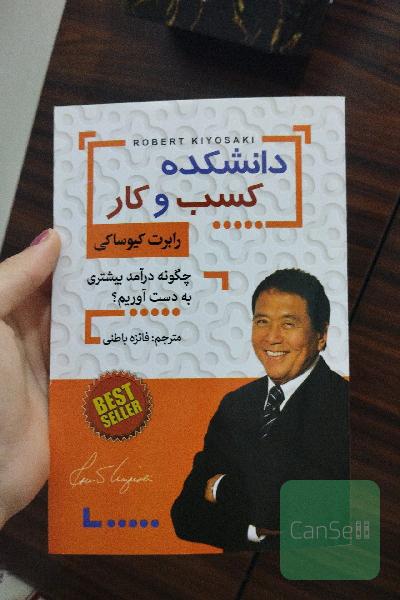 ROBERT KIYOSAKI
دانشکده
کسب و کار
رابرت کیوساکی
چگونه درآمد بیشتری
به دست آوریم؟
مترجم: فائزه باطنی
BEST
SELLER
CanSell